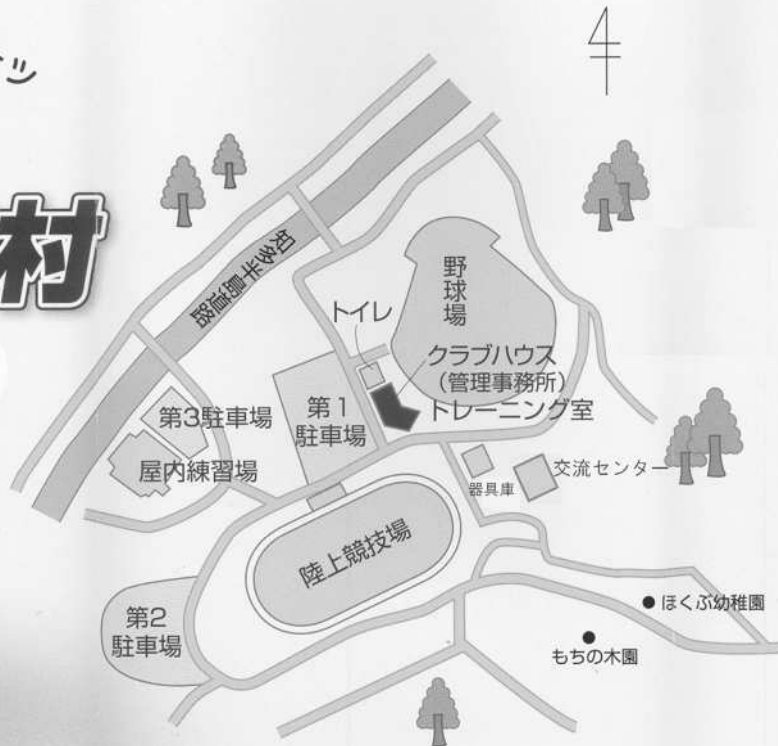 ツ
村
知多半島道路
野球場
トイレ
クラブハウス
（管理事務所）
トレーニング室
第1
駐車場
第3駐車場
屋内練習場
器具庫
交流センター
陸上競技場
第2
駐車場
ほくぶ幼稚園
もちの木園